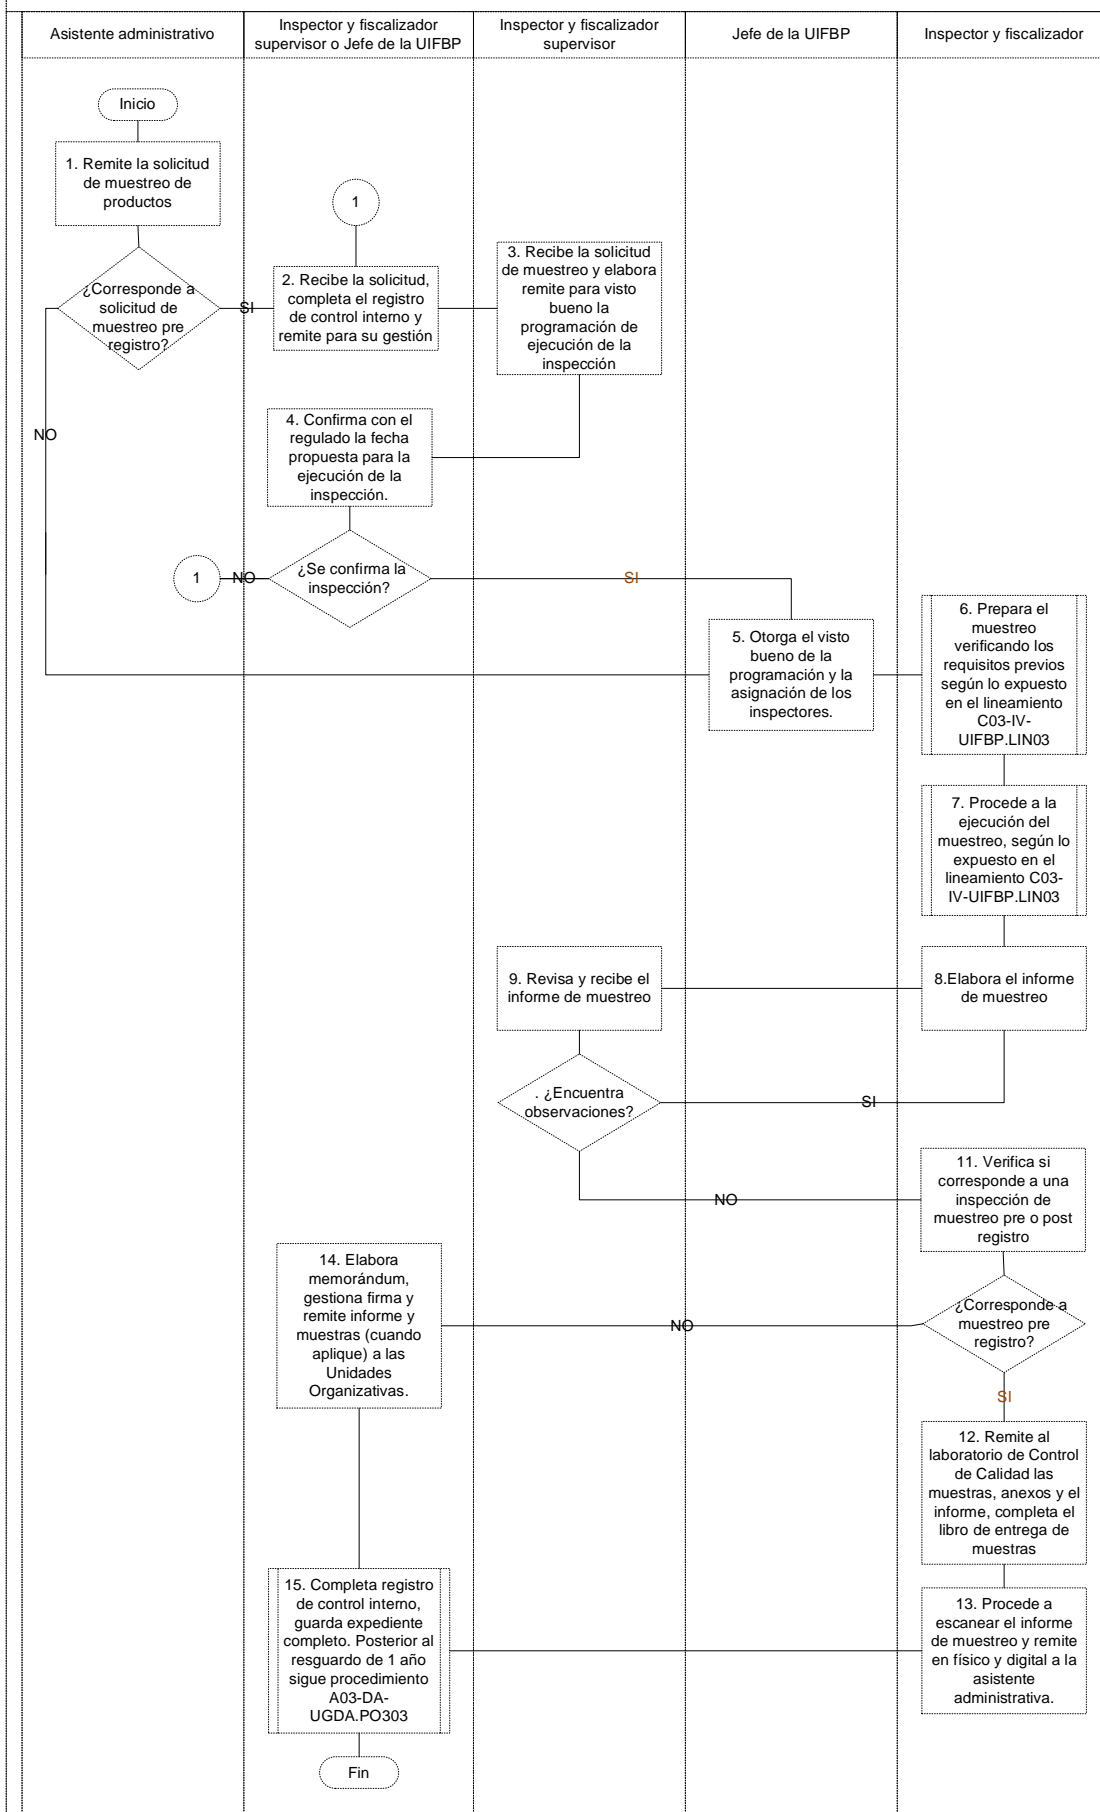 Asistente administrativo
Inspector y fiscalizador
supervisor o Jefe de la UIFBP
Inspector y fiscalizador
supervisor
Jefe de la UIFBP
Inspector y fiscalizador
Inicio
1. Remite la solicitud
de muestreo de
productos
¿Corresponde a
solicitud de
muestreo pre
registro?
SI
NO
1
2. Recibe la solicitud,
completa el registro
de control interno y
remite para su gestión
3. Recibe la solicitud
de muestreo y elabora
remite para visto
bueno la
programación de
ejecución de la
inspección
4. Confirma con el
regulado la fecha
propuesta para la
ejecución de la
inspección.
¿Se confirma la
inspección?
NO
1
SI
5. Otorga el visto
bueno de la
programación y la
asignación de los
inspectores.
6. Prepara el
muestreo
verificando los
requisitos previos
según lo expuesto
en el lineamiento
C03-IV-
UIFBP.LIN03
7. Procede a la
ejecución del
muestreo, según lo
expuesto en el
lineamiento C03-
IV-UIFBP.LIN03
8.Elabora el informe
de muestreo
9. Revisa y recibe el
informe de muestreo
. ¿Encuentra
observaciones?
SI
NO
11. Verifica si
corresponde a una
inspección de
muestreo pre o post
registro
¿Corresponde a
muestreo pre
registro?
NO
SI
14. Elabora
memorándum,
gestiona firma y
remite informe y
muestras (cuando
aplique) a las
Unidades
Organizativas.
12. Remite al
laboratorio de Control
de Calidad las
muestras, anexos y el
informe, completa el
libro de entrega de
muestras
13. Procede a
escanear el informe
de muestreo y remite
en físico y digital a la
asistente
administrativa.
15. Completa registro
de control interno,
guarda expediente
completo. Posterior al
resguardo de 1 año
sigue procedimiento
A03-DA-
UGDA.PO303
Fin